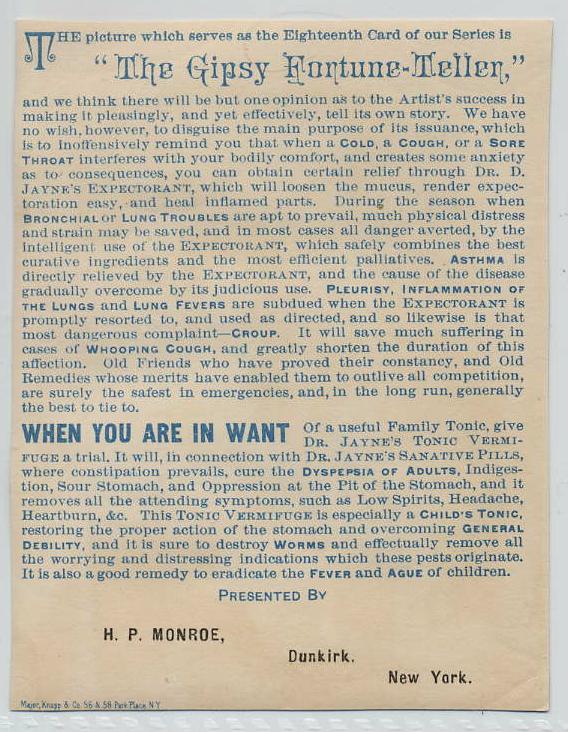 THE picture which serves as the Eighteenth Card of our Series is
"The Gipsy Fortune-Teller,"
and we think there will be but one opinion as to the Artist's success in
making it pleasingly, and yet effectively, tell its own story. We have
no wish, however, to disguise the main purpose of its issuance, which
is to inoffensively remind you that when a COLD, a COUGH, or a SORE
THROAT interferes with your bodily comfort, and creates some anxiety
as to consequences, you can obtain certain relief through DR. D.
JAYNE'S EXPECTORANT, which will loosen the mucus, render expec-
toration easy, and heal inflamed parts. During the season when
BRONCHIAL or LUNG TROUBLES are apt to prevail, much physical distress
and strain may be saved, and in most cases all danger averted, by the
intelligent use of the EXPECTORANT, which safely combines the best
curative ingredients and the most efficient palliatives. ASTHMA is
directly relieved by the EXPECTORANT, and the cause of the disease
gradually overcome by its judicious use. PLEURISY, INFLAMMATION OF
THE LUNGS and LUNG FEVERS are subdued when the EXPECTORANT is
promptly resorted to, and used as directed, and so likewise is that
most dangerous complaint—CROUP. It will save much suffering in
cases of WHOOPING COUGH, and greatly shorten the duration of this
affection. Old Friends who have proved their constancy, and Old
Remedies whose merits have enabled them to outlive all competition,
are surely the safest in emergencies, and, in the long run, generally
the best to tie to.
WHEN YOU ARE IN WANT Of a useful Family Tonic, give
DR. JAYNE'S TONIC VERMI-
FUGE a trial. It will, in connection with DR. JAYNE'S SANATIVE PILLS,
where constipation prevails, cure the DYSPEPSIA OF ADULTS, Indiges-
tion, Sour Stomach, and Oppression at the Pit of the Stomach, and it
removes all the attending symptoms, such as Low Spirits, Headache,
Heartburn, &c. This TONIC VERMIFUGE is especially a CHILD'S TONIC,
restoring the proper action of the stomach and overcoming GENERAL
DEBILITY, and it is sure to destroy WORMS and effectually remove all
the worrying and distressing indications which these pests originate.
It is also a good remedy to eradicate the FEVER and AGUE of children.
PRESENTED BY
H. P. MONROE,
Dunkirk,
New York.
Major, Knapp & Co. 56 & 58 Park Place, N.Y.